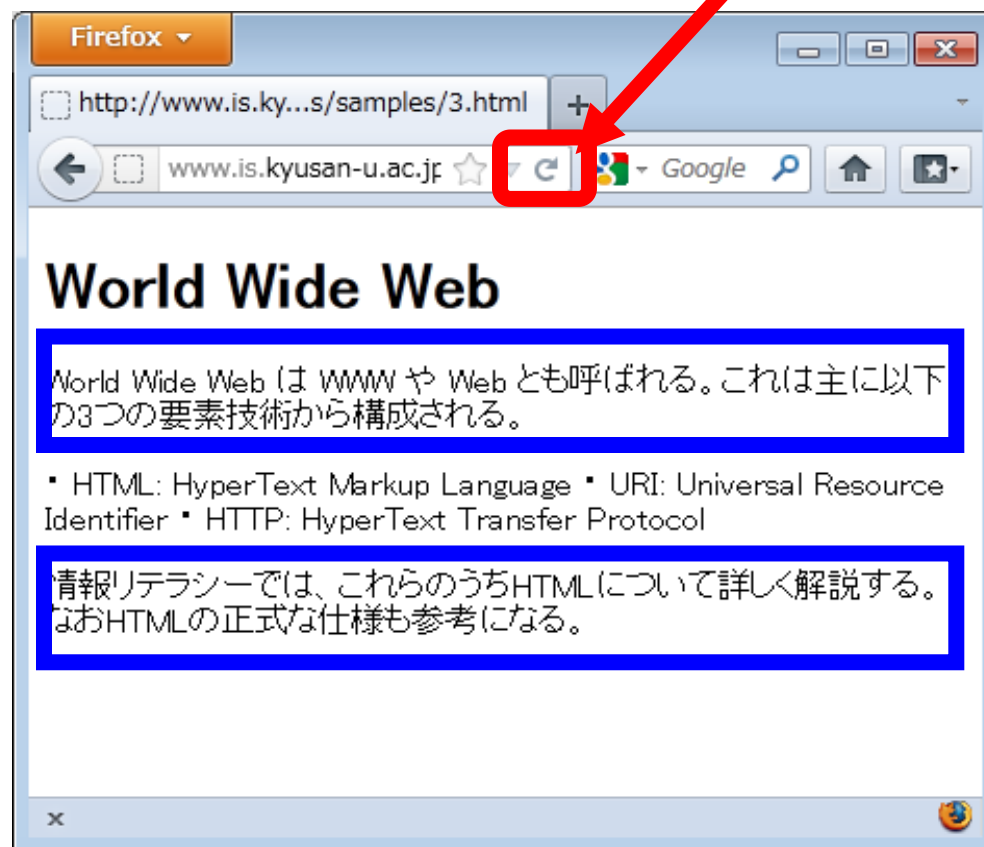 Firefox
http://www.is.ky...s/samples/3.html
www.is.kyusan-u.ac.jp
Google
World Wide Web
World Wide Web は WWW や Web とも呼ばれる。これは主に以下
の3つの要素技術から構成される。
・ HTML: HyperText Markup Language ・ URI: Universal Resource
Identifier ・ HTTP: HyperText Transfer Protocol
情報リテラシーでは、これらのうちHTMLについて詳しく解説する。
なおHTMLの正式な仕様も参考になる。